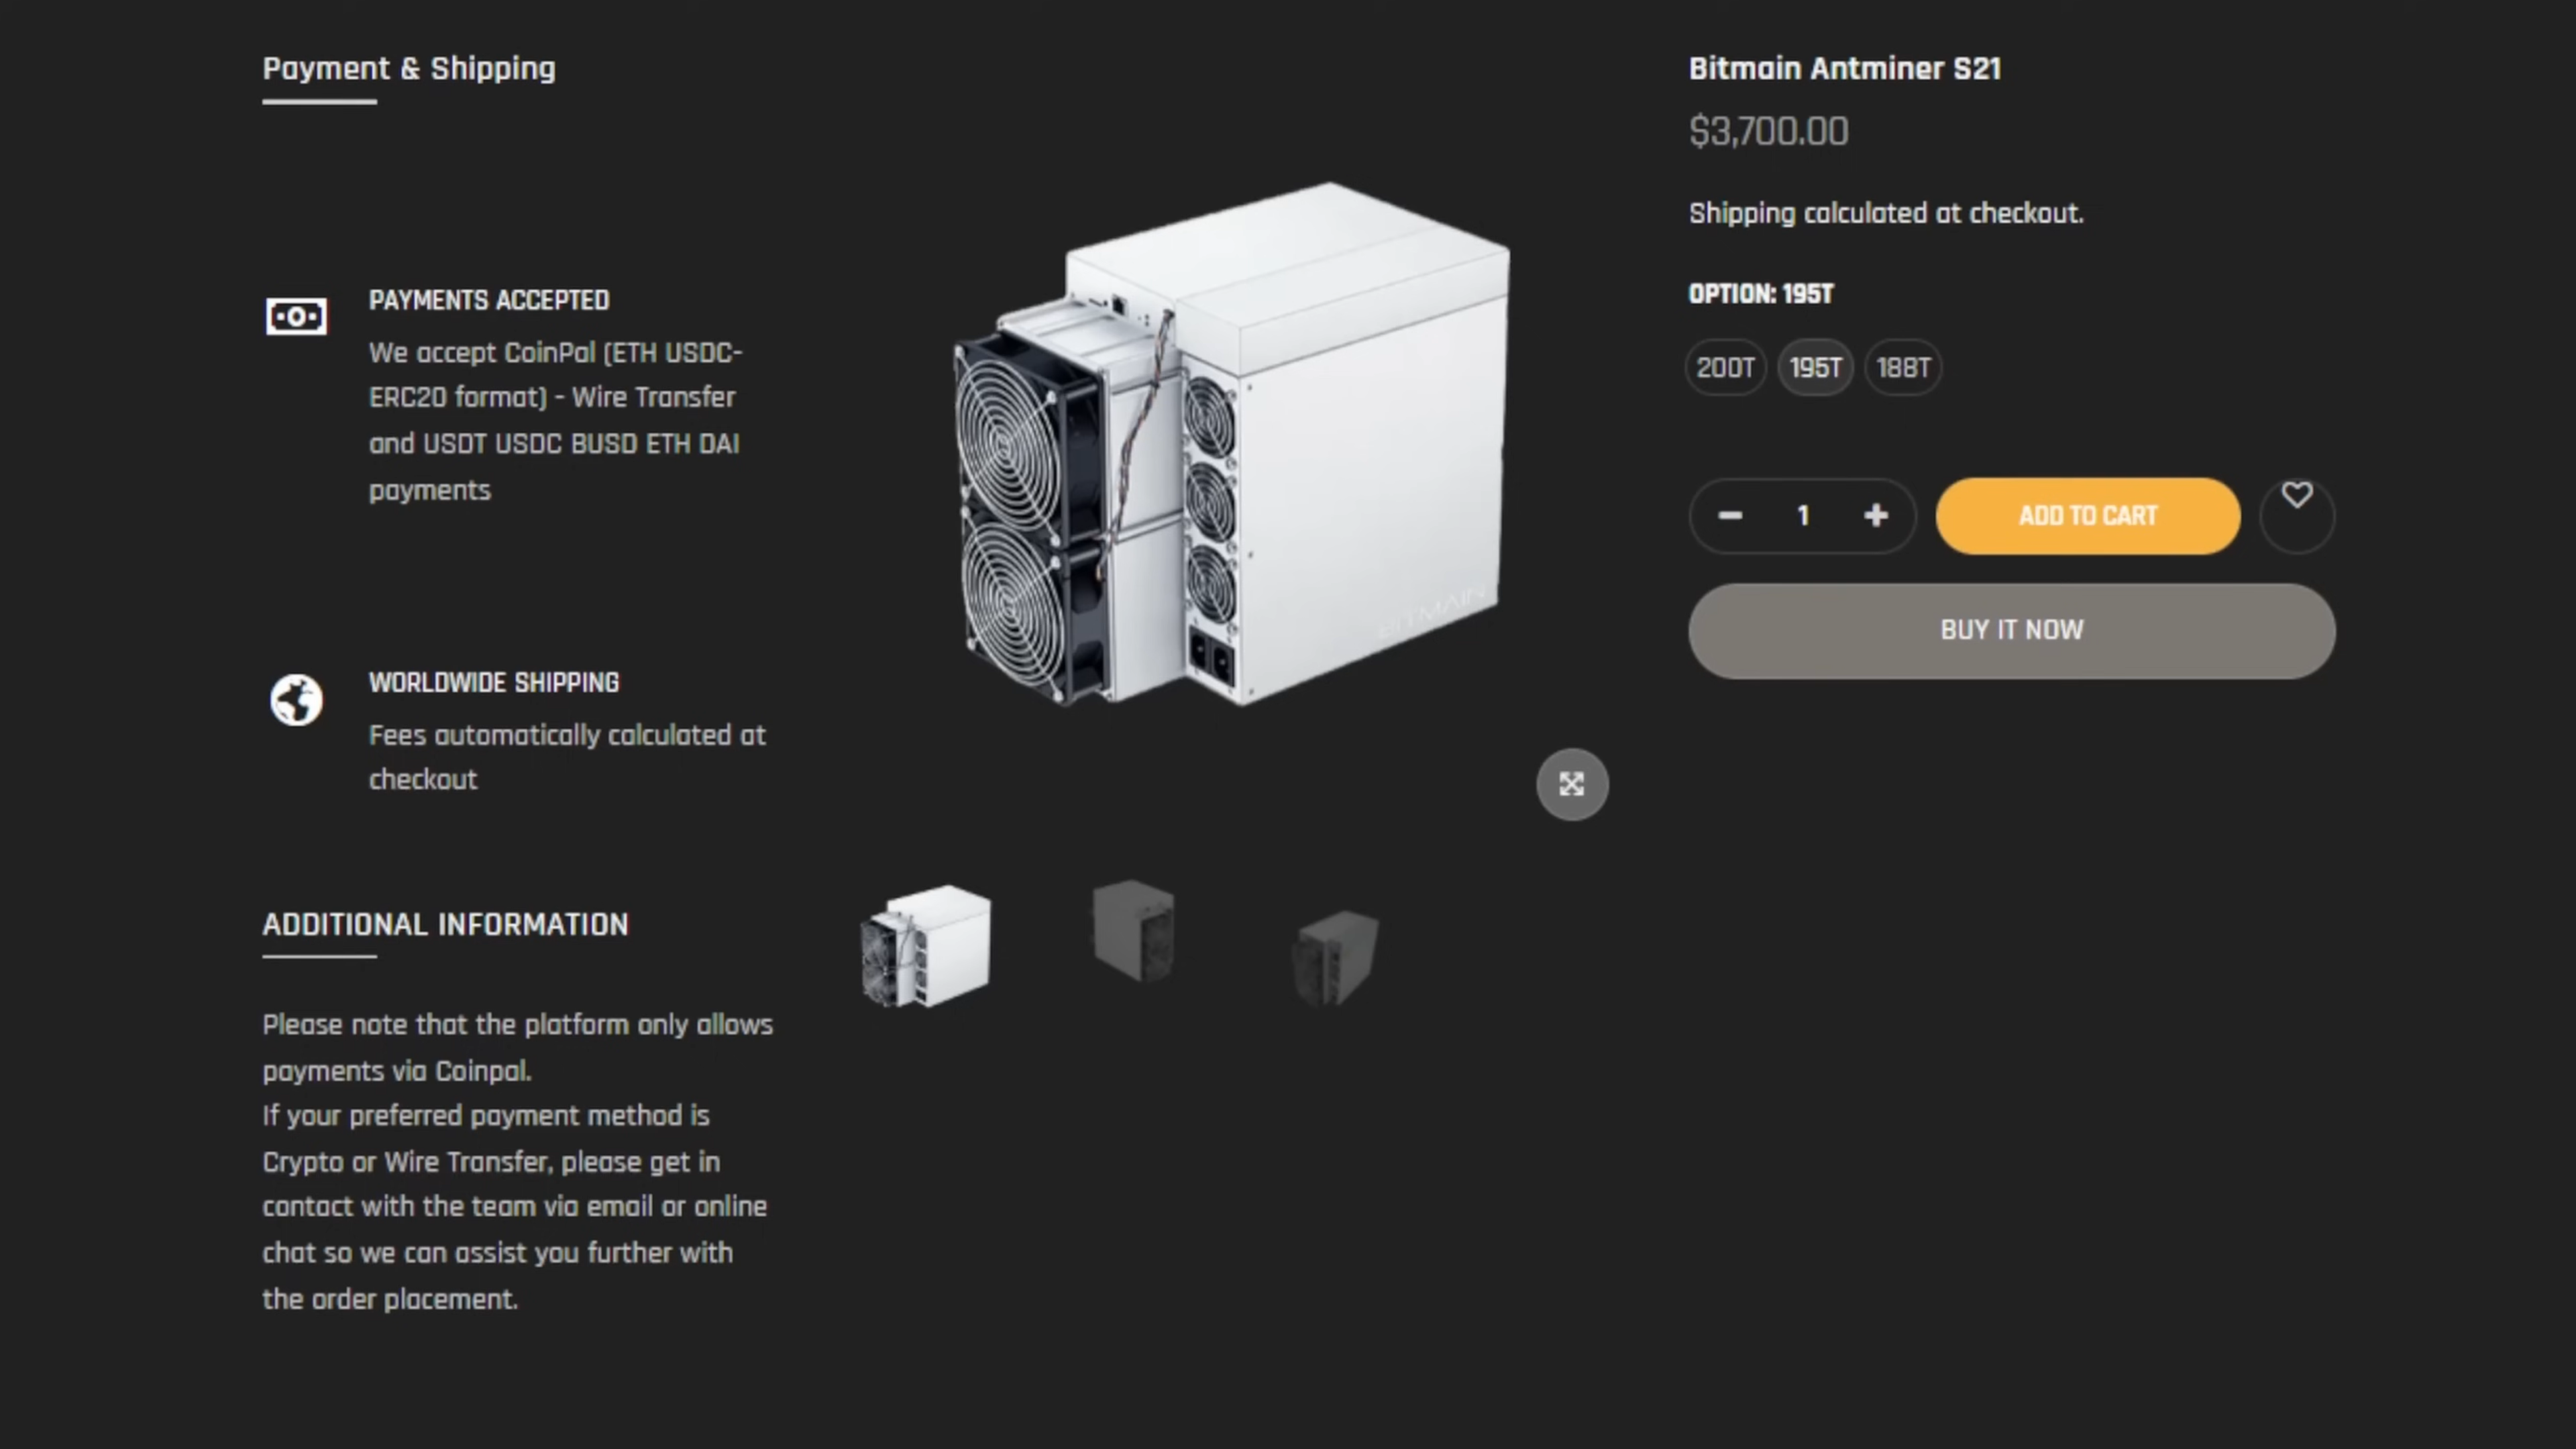 Payment & Shipping
PAYMENTS ACCEPTED
We accept CoinPal (ETH USDC-
ERC20 format) - Wire Transfer
and USDT USDC BUSD ETH DAI
payments
WORLDWIDE SHIPPING
Fees automatically calculated at
checkout
ADDITIONAL INFORMATION
Please note that the platform only allows
payments via Coinpal.
If your preferred payment method is
Crypto or Wire Transfer, please get in
contact with the team via email or online
chat so we can assist you further with
the order placement.
BITMAIN
Bitmain Antminer S21
$3,700.00
Shipping calculated at checkout.
OPTION: 195T
200T 195T 188T
1 ADD TO CART
BUY IT NOW